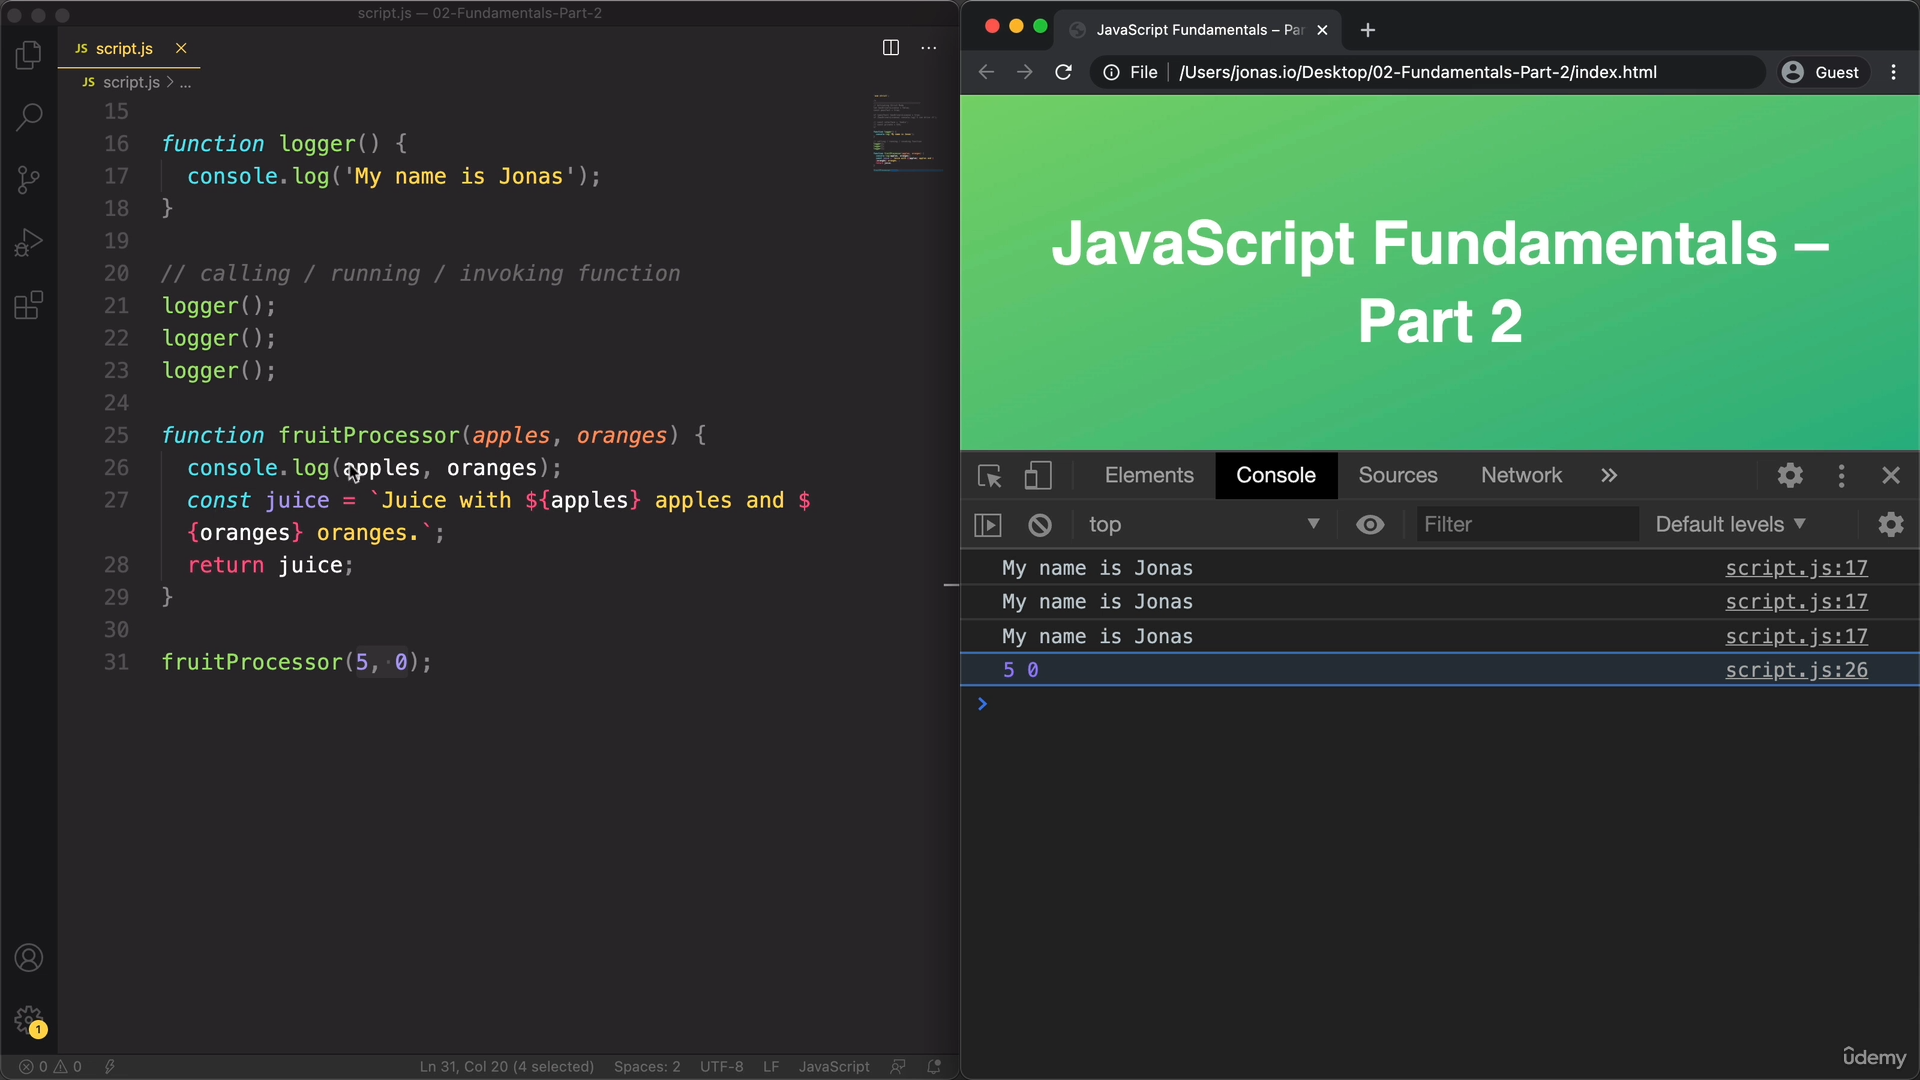 script.js — 02-Fundamentals-Part-2
JS script.js
JS script.js > ...
15
16 function logger() {
17 console.log('My name is Jonas');
18 }
19
20 // calling / running / invoking function
21 logger();
22 logger();
23 logger();
24
25 function fruitProcessor(apples, oranges) {
26 console.log(apples, oranges);
27 const juice = `Juice with ${apples} apples and $
{oranges} oranges.`;
28 return juice;
29 }
30
31 fruitProcessor(5, 0);
1
0 0
Ln 31, Col 20 (4 selected) Spaces: 2 UTF-8 LF JavaScript
JavaScript Fundamentals – Par
File /Users/jonas.io/Desktop/02-Fundamentals-Part-2/index.html Guest
JavaScript Fundamentals –
Part 2
Elements Console Sources Network
top Filter Default levels
My name is Jonas script.js:17
My name is Jonas script.js:17
My name is Jonas script.js:17
5 0 script.js:26
ûdemy